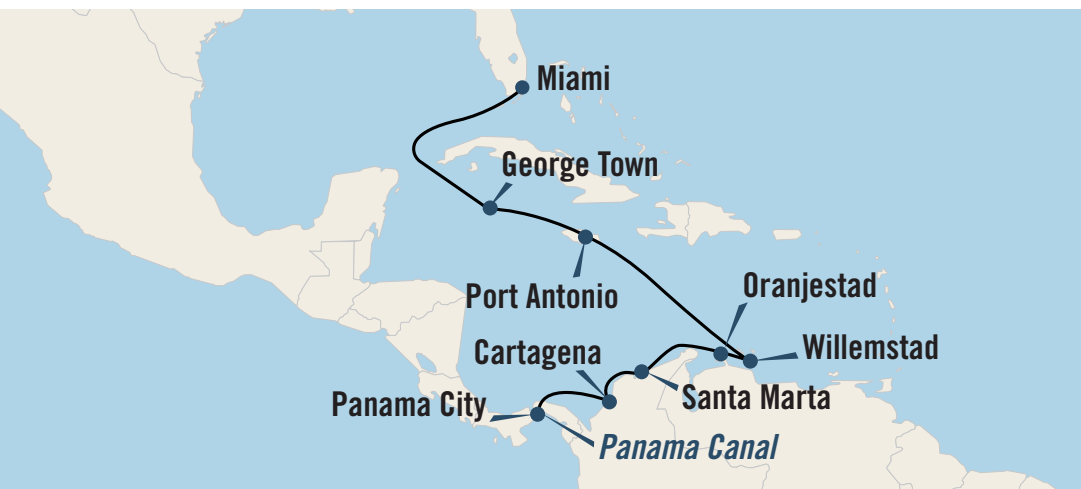 Miami
George Town
Oranjestad
Port Antonio
Willemstad
Cartagena
Santa Marta
Panama City
Panama Canal